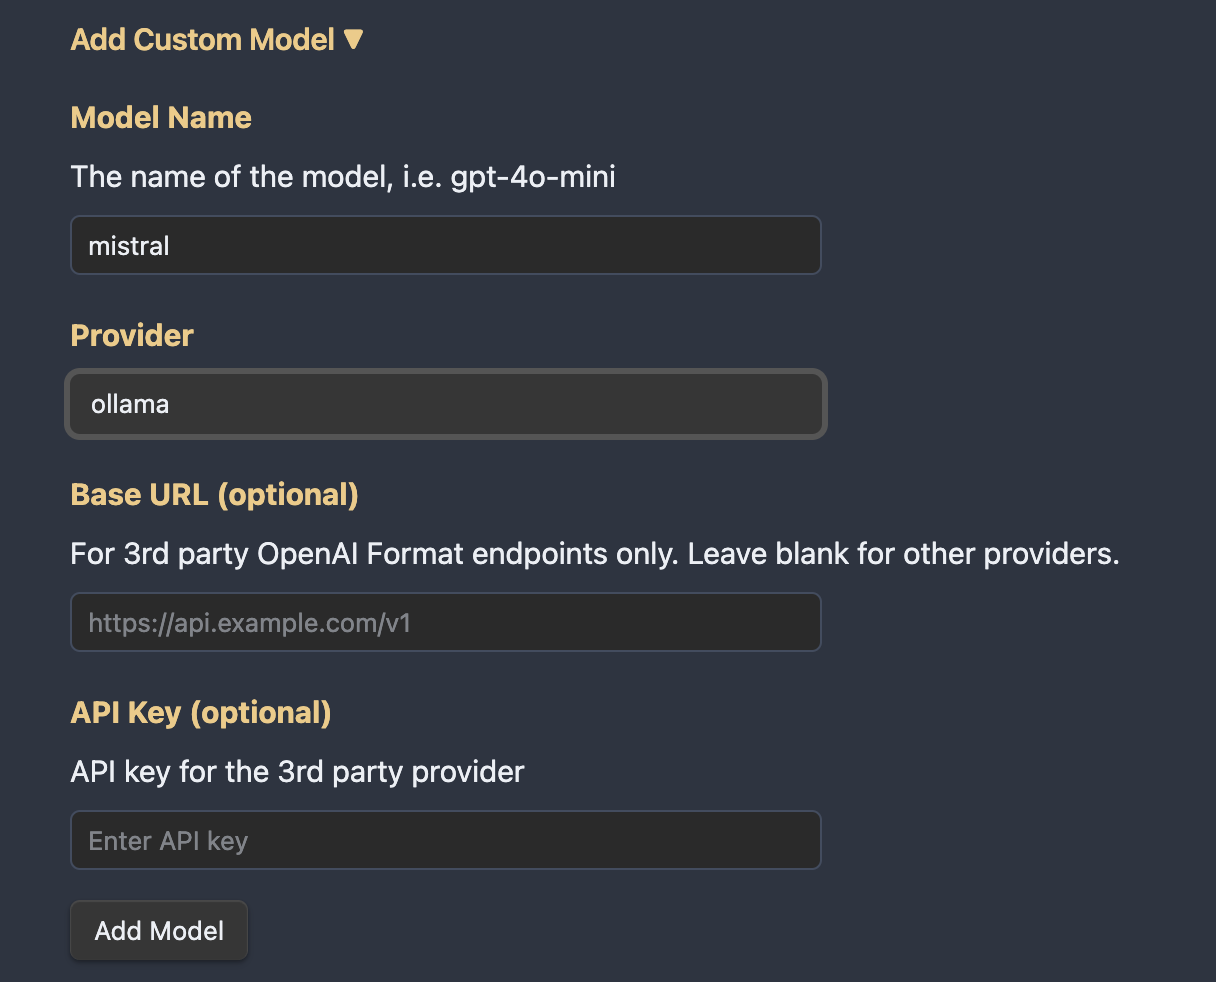 Add Custom Model ▼
Model Name
The name of the model, i.e. gpt-4o-mini
mistral
Provider
ollama
Base URL (optional)
For 3rd party OpenAI Format endpoints only. Leave blank for other providers.
https://api.example.com/v1
API Key (optional)
API key for the 3rd party provider
Enter API key
Add Model